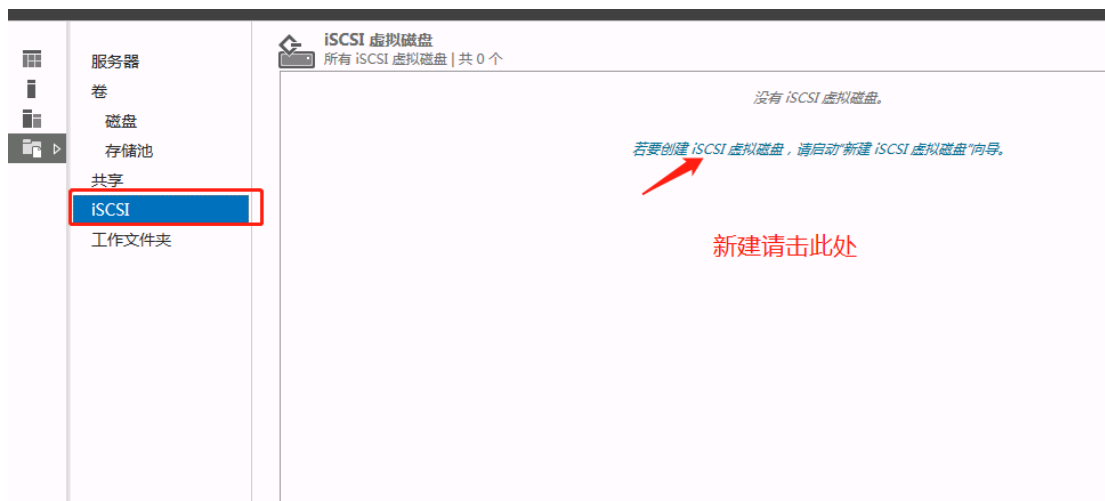 服务器
卷
磁盘
存储池
共享
iSCSI
工作文件夹
iSCSI 虚拟磁盘
所有 iSCSI 虚拟磁盘 | 共 0 个
没有 iSCSI 虚拟磁盘。
若要创建 iSCSI 虚拟磁盘，请启动"新建 iSCSI 虚拟磁盘"向导。
新建请击此处